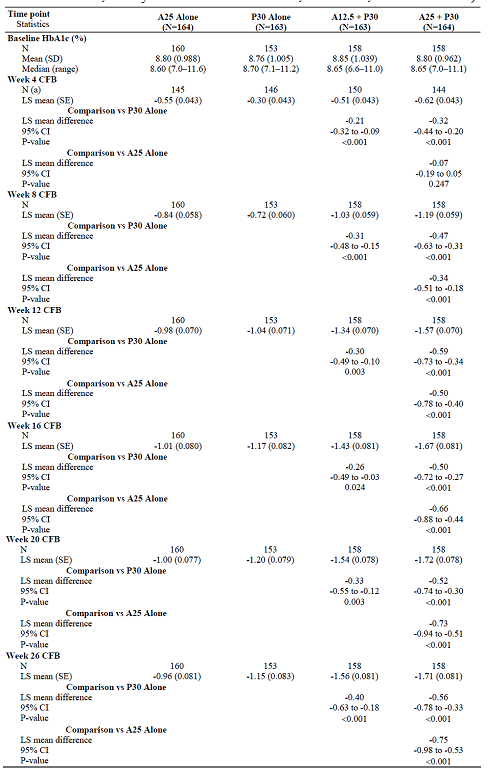 Time point A25 Alone P30 Alone A12.5 + P30 A25 + P30
Statistics (N=164) (N=163) (N=163) (N=164)
Baseline HbA1c (%)
N 160 153 158 158
Mean (SD) 8.80 (0.988) 8.76 (1.005) 8.85 (1.039) 8.80 (0.962)
Median (range) 8.60 (7.0–11.6) 8.70 (7.1–11.2) 8.65 (6.6–11.0) 8.65 (7.0–11.1)
Week 4 CFB
N (a) 145 146 150 144
LS mean (SE) -0.55 (0.043) -0.30 (0.043) -0.51 (0.043) -0.62 (0.043)
Comparison vs P30 Alone
LS mean difference -0.21 -0.32
95% CI -0.32 to -0.09 -0.44 to -0.20
P-value <0.001 <0.001
Comparison vs A25 Alone
LS mean difference -0.07
95% CI -0.19 to 0.05
P-value 0.247
Week 8 CFB
N 160 153 158 158
LS mean (SE) -0.84 (0.058) -0.72 (0.060) -1.03 (0.059) -1.19 (0.059)
Comparison vs P30 Alone
LS mean difference -0.31 -0.47
95% CI -0.48 to -0.15 -0.63 to -0.31
P-value <0.001 <0.001
Comparison vs A25 Alone
LS mean difference -0.34
95% CI -0.51 to -0.18
P-value <0.001
Week 12 CFB
N 160 153 158 158
LS mean (SE) -0.98 (0.070) -1.04 (0.071) -1.34 (0.070) -1.57 (0.070)
Comparison vs P30 Alone
LS mean difference -0.30 -0.59
95% CI -0.49 to -0.10 -0.73 to -0.34
P-value 0.003 <0.001
Comparison vs A25 Alone
LS mean difference -0.50
95% CI -0.78 to -0.40
P-value <0.001
Week 16 CFB
N 160 153 158 158
LS mean (SE) -1.01 (0.080) -1.17 (0.082) -1.43 (0.081) -1.67 (0.081)
Comparison vs P30 Alone
LS mean difference -0.26 -0.50
95% CI -0.49 to -0.03 -0.72 to -0.27
P-value 0.024 <0.001
Comparison vs A25 Alone
LS mean difference -0.66
95% CI -0.88 to -0.44
P-value <0.001
Week 20 CFB
N 160 153 158 158
LS mean (SE) -1.00 (0.077) -1.20 (0.079) -1.54 (0.078) -1.72 (0.078)
Comparison vs P30 Alone
LS mean difference -0.33 -0.52
95% CI -0.55 to -0.12 -0.74 to -0.30
P-value 0.003 <0.001
Comparison vs A25 Alone
LS mean difference -0.73
95% CI -0.94 to -0.51
P-value <0.001
Week 26 CFB
N 160 153 158 158
LS mean (SE) -0.96 (0.081) -1.15 (0.083) -1.56 (0.081) -1.71 (0.081)
Comparison vs P30 Alone
LS mean difference -0.40 -0.56
95% CI -0.63 to -0.18 -0.78 to -0.33
P-value <0.001 <0.001
Comparison vs A25 Alone
LS mean difference -0.75
95% CI -0.98 to -0.53
P-value <0.001